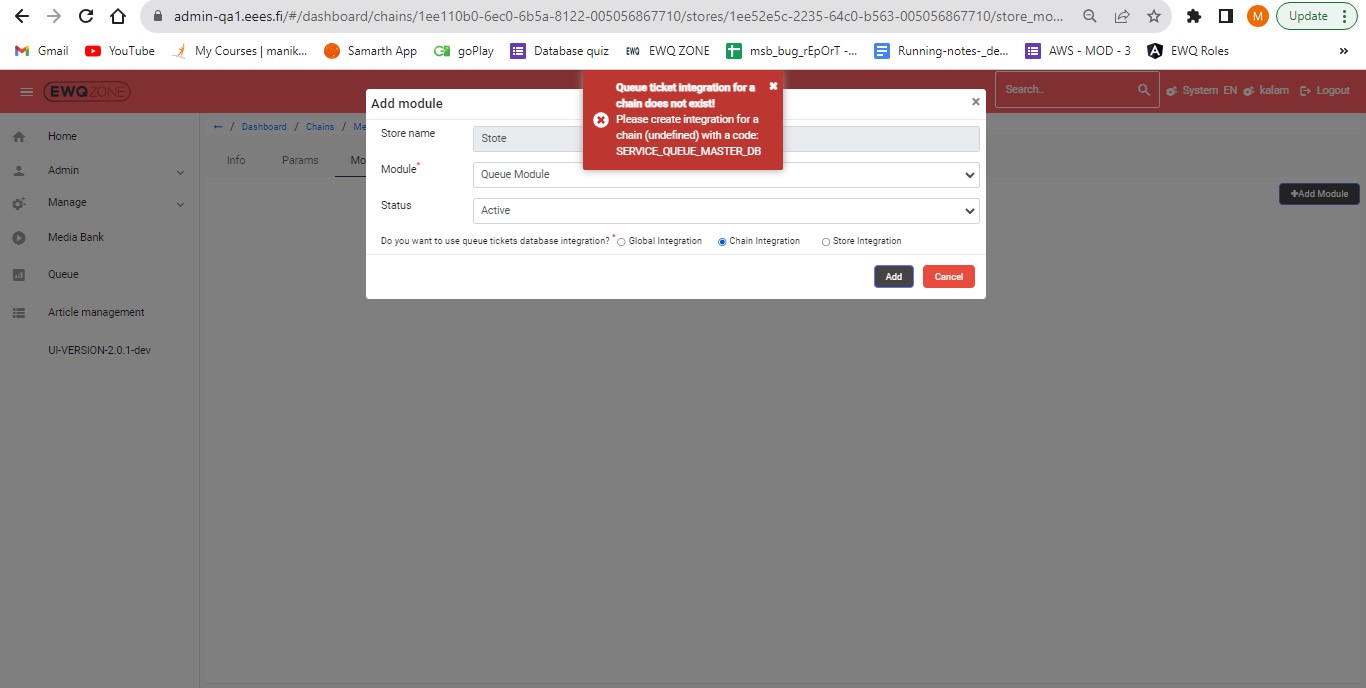 admin-qa1.eees.fi/#/dashboard/chains/1ee110b0-6ec0-6b5a-8122-005056867710/stores/1ee52e5c-2235-64c0-b563-005056867710/store_mo...
M
Update
Gmail
YouTube
My Courses | manik...
Samarth App
goPlay
Database quiz
EWQ EWQ ZONE
msb_bug_rEpOrT -...
Running-notes-_de...
AWS - MOD - 3
EWQ Roles
»
EWQZONE
Search..
System EN
kalam
Logout
Home
Admin
Manage
Media Bank
Queue
Article management
UI-VERSION-2.0.1-dev
← / Dashboard / Chains / Me
Info
Params
Mo
+Add Module
Add module
×
Queue ticket integration for a
chain does not exist!
Please create integration for a
chain (undefined) with a code:
SERVICE_QUEUE_MASTER_DB
Store name
Stote
Module*
Queue Module
Status
Active
Do you want to use queue tickets database integration? *
Global Integration
Chain Integration
Store Integration
Add
Cancel